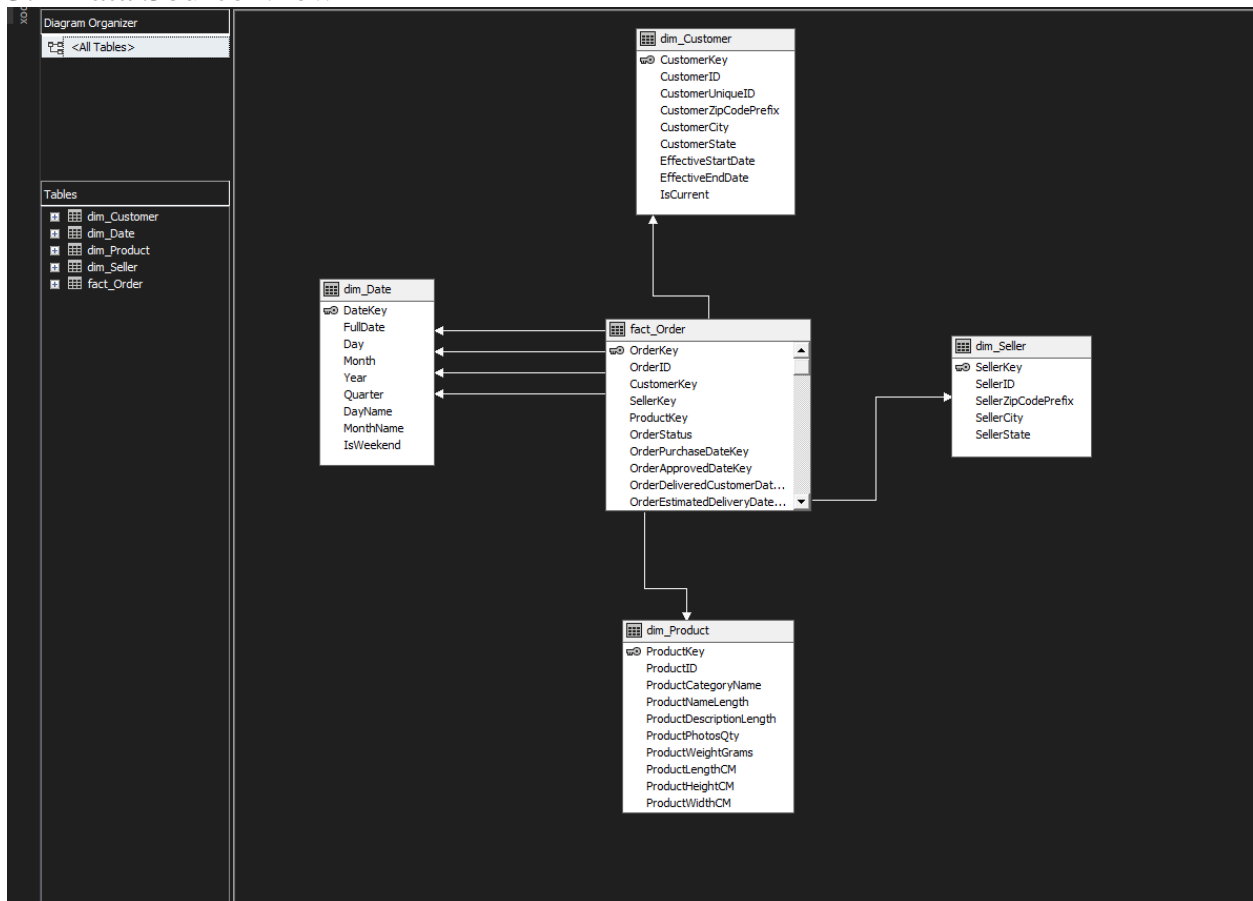 Diagram Organizer
<All Tables>
Tables
dim_Customer
dim_Date
dim_Product
dim_Seller
fact_Order
dim_Customer
CustomerKey
CustomerID
CustomerUniqueID
CustomerZipCodePrefix
CustomerCity
CustomerState
EffectiveStartDate
EffectiveEndDate
IsCurrent
dim_Date
DateKey
FullDate
Day
Month
Year
Quarter
DayName
MonthName
IsWeekend
fact_Order
OrderKey
OrderID
CustomerKey
SellerKey
ProductKey
OrderStatus
OrderPurchaseDateKey
OrderApprovedDateKey
OrderDeliveredCustomerDat...
OrderEstimatedDeliveryDate...
dim_Seller
SellerKey
SellerID
SellerZipCodePrefix
SellerCity
SellerState
dim_Product
ProductKey
ProductID
ProductCategoryName
ProductNameLength
ProductDescriptionLength
ProductPhotosQty
ProductWeightGrams
ProductLengthCM
ProductHeightCM
ProductWidthCM